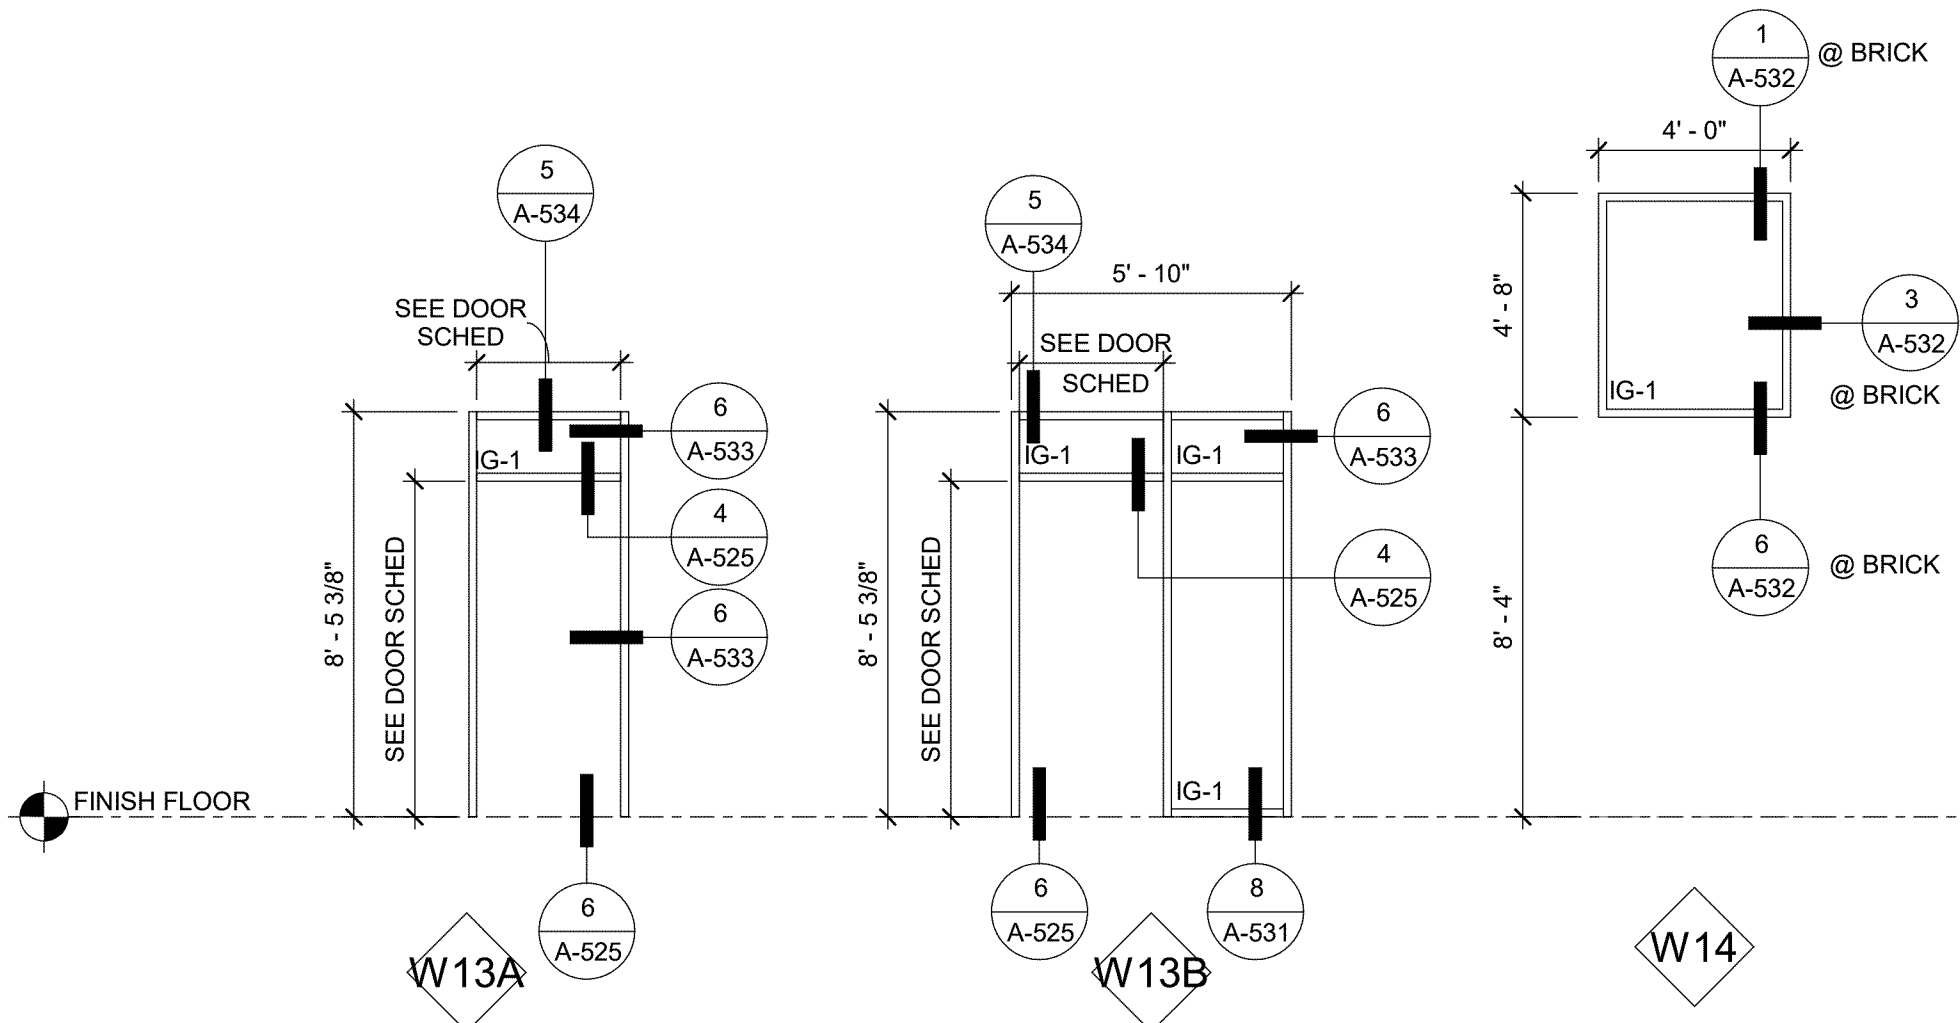 5
A-534
SEE DOOR
SCHED
6
A-533
IG-1
4
A-525
6
A-533
8' - 5 3/8"
SEE DOOR SCHED
FINISH FLOOR
6
A-525
W13A
5
A-534
5' - 10"
SEE DOOR
SCHED
6
A-533
IG-1
IG-1
4
A-525
8' - 5 3/8"
SEE DOOR SCHED
IG-1
6
A-525
8
A-531
W13B
1
A-532
@ BRICK
4' - 0"
4' - 8"
3
A-532
@ BRICK
IG-1
6
A-532
@ BRICK
8' - 4"
W14